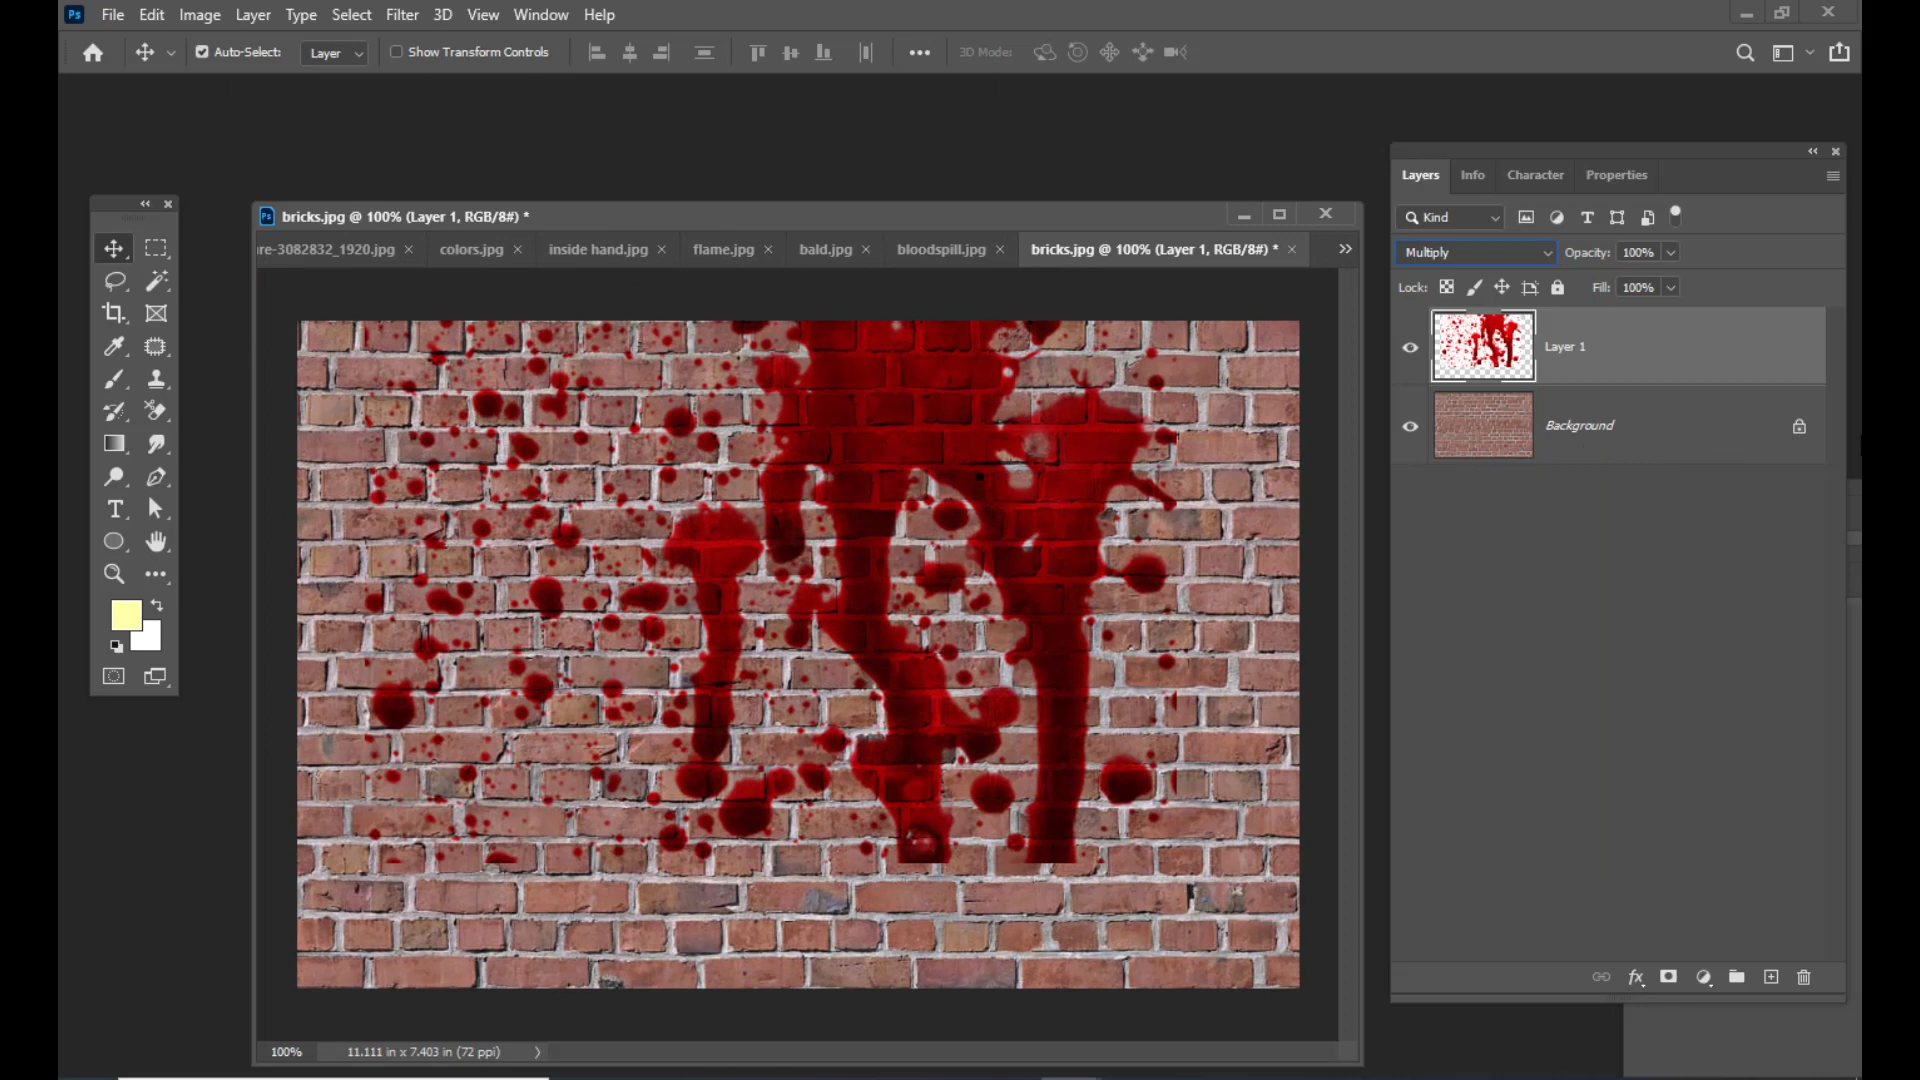 Ps File Edit Image Layer Type Select Filter 3D View Window Help
Auto-Select: Layer Show Transform Controls 3D Mode:
Layers Info Character Properties
Ps bricks.jpg @ 100% (Layer 1, RGB/8#) *
Kind
re-3082832_1920.jpg colors.jpg inside hand.jpg flame.jpg bald.jpg bloodspill.jpg bricks.jpg @ 100% (Layer 1, RGB/8#) *
Multiply Opacity: 100%
Lock: Fill: 100%
Layer 1
Background
fx
100% 11.111 in x 7.403 in (72 ppi)